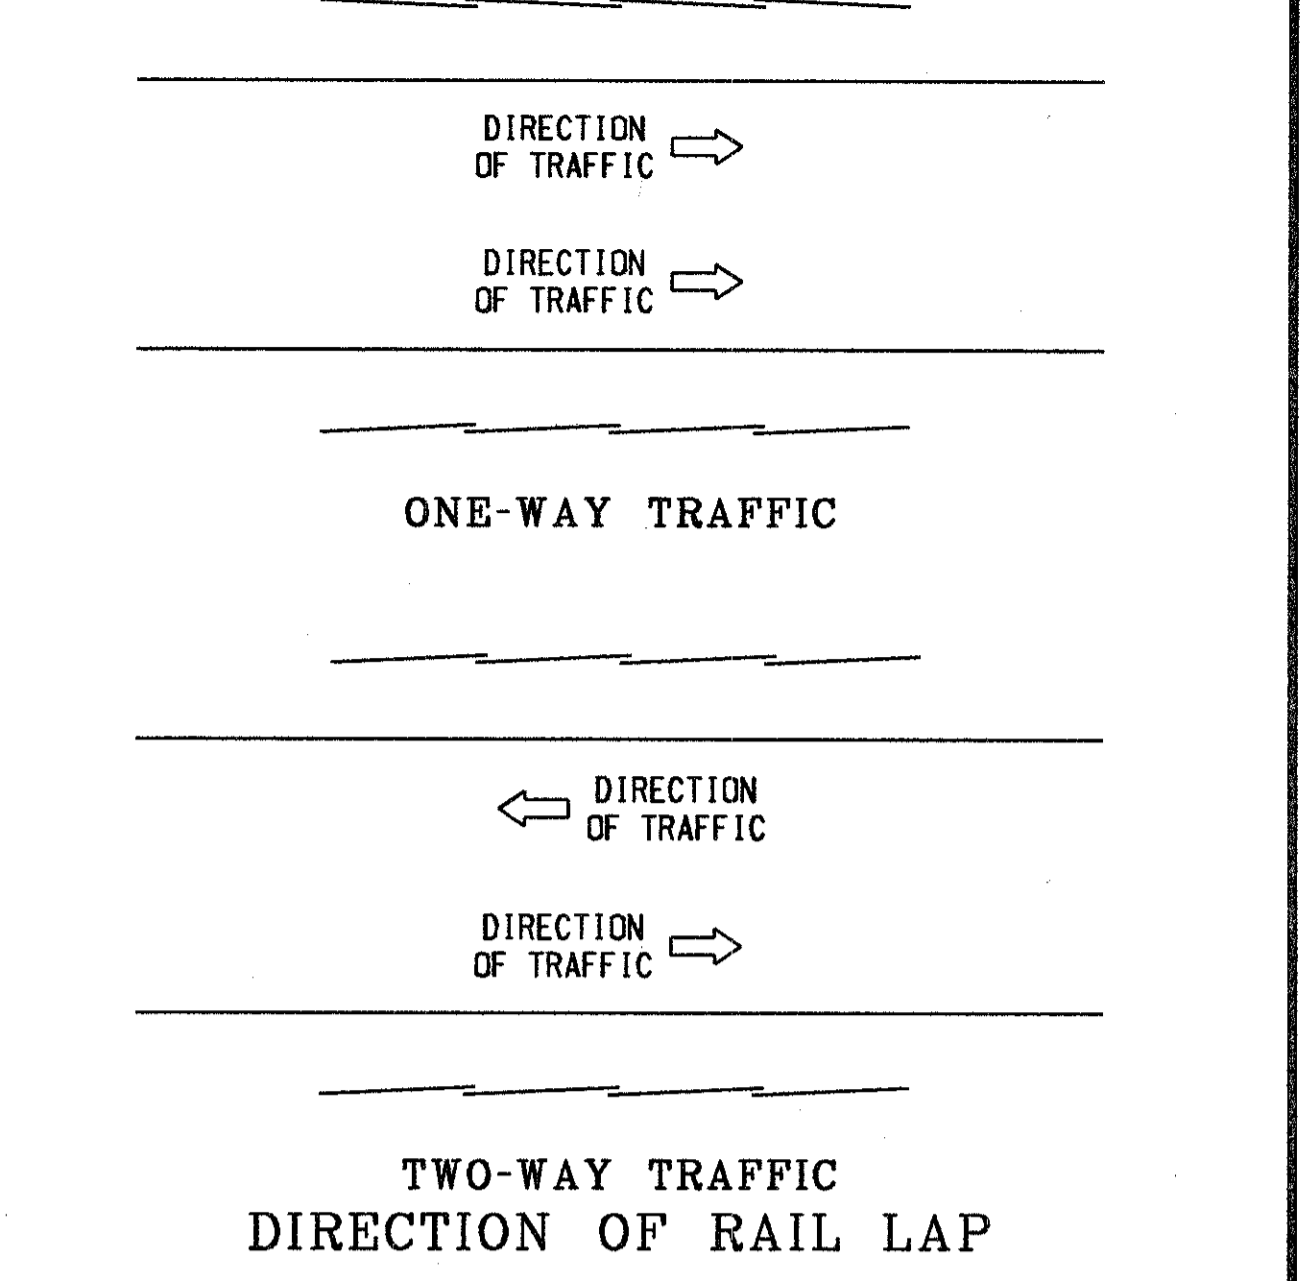 DIRECTION
OF TRAFFIC
DIRECTION
OF TRAFFIC
ONE-WAY TRAFFIC
DIRECTION
OF TRAFFIC
DIRECTION
OF TRAFFIC
TWO-WAY TRAFFIC
DIRECTION OF RAIL LAP